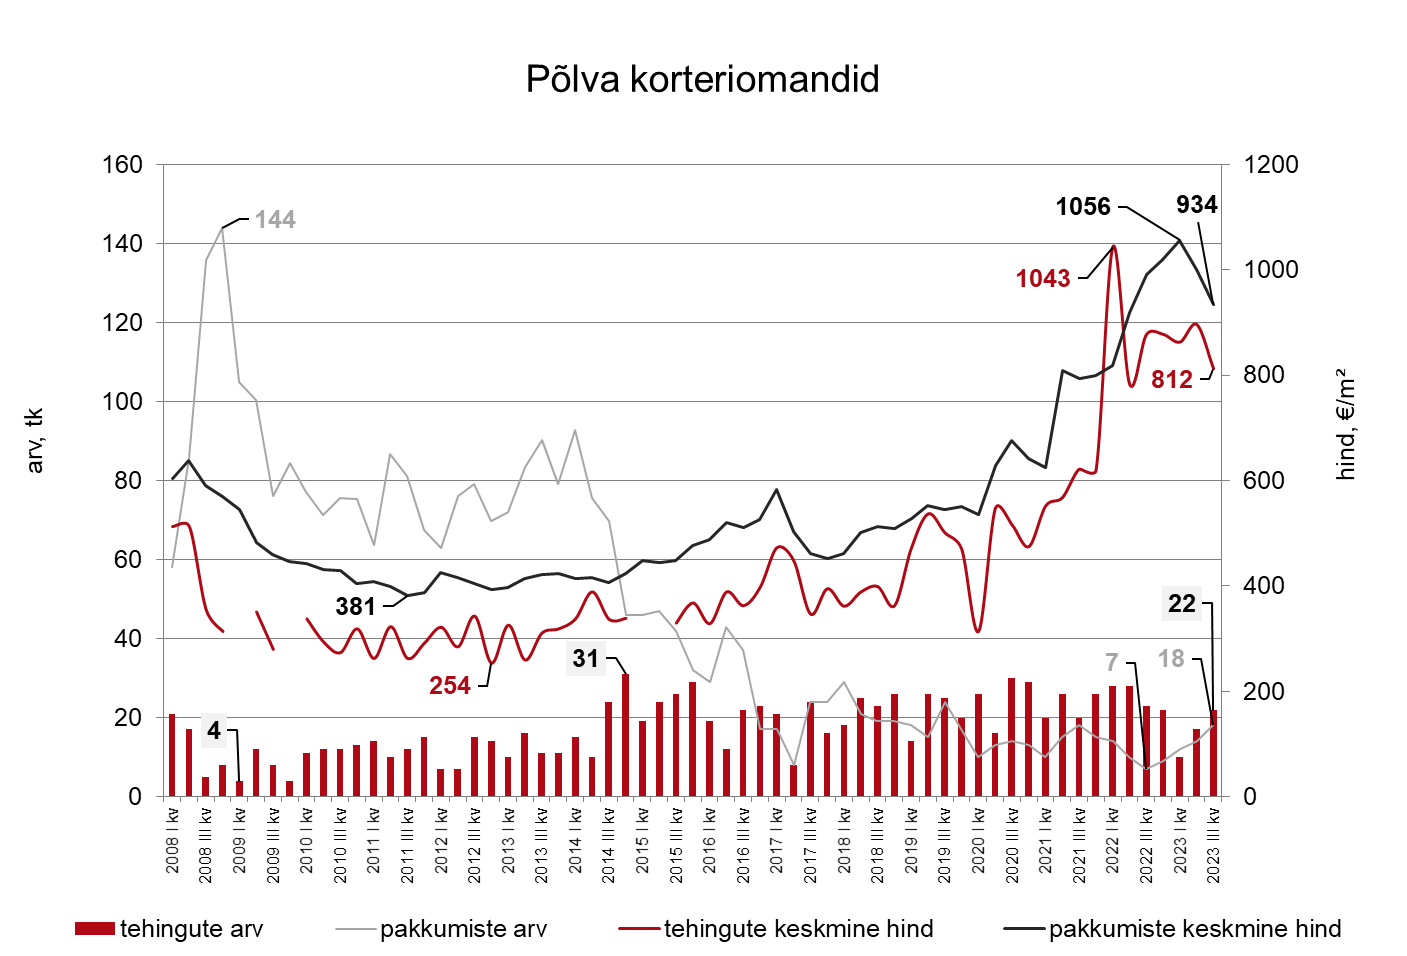 Põlva korteriomandid
arv, tk
hind, €/m²
160
140
120
100
80
60
40
20
0
1200
1000
800
600
400
200
0
144
4
381
254
31
1043
1056
934
812
22
7
18
2008 I kv
2008 III kv
2009 I kv
2009 III kv
2010 I kv
2010 III kv
2011 I kv
2011 III kv
2012 I kv
2012 III kv
2013 I kv
2013 III kv
2014 I kv
2014 III kv
2015 I kv
2015 III kv
2016 I kv
2016 III kv
2017 I kv
2017 III kv
2018 I kv
2018 III kv
2019 I kv
2019 III kv
2020 I kv
2020 III kv
2021 I kv
2021 III kv
2022 I kv
2022 III kv
2023 I kv
2023 III kv
tehingute arv
pakkumiste arv
tehingute keskmine hind
pakkumiste keskmine hind